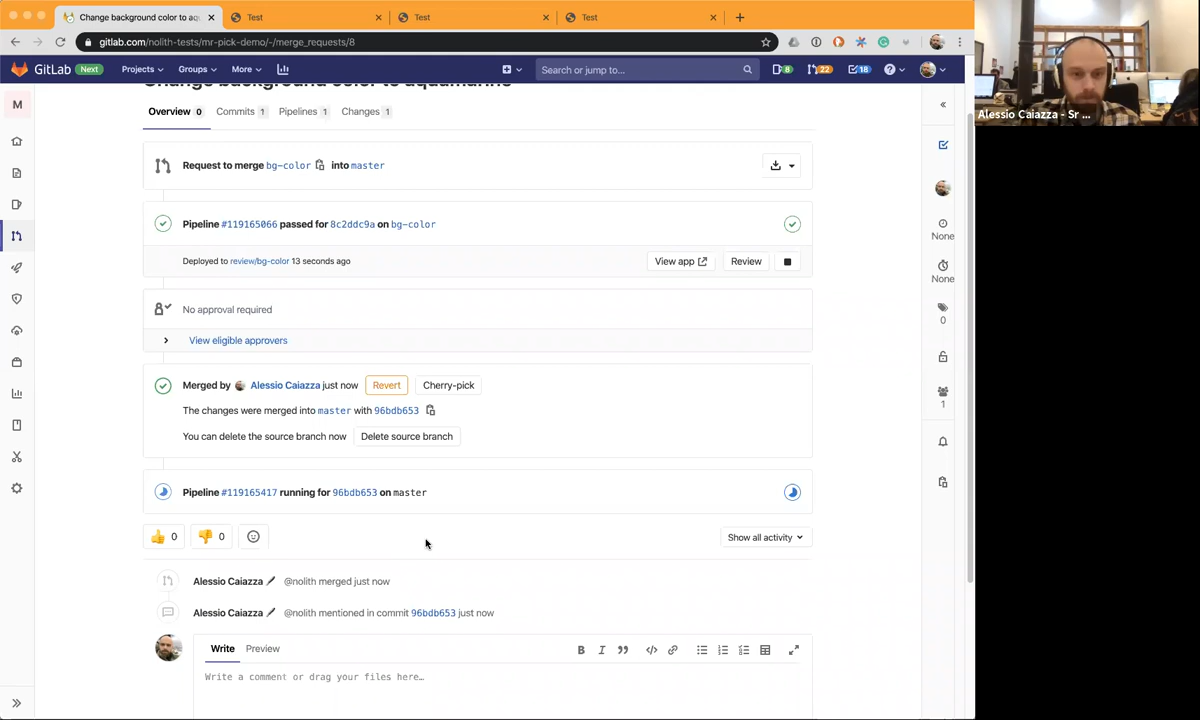 Change background color to aq
Test
Test
Test
gitlab.com/nolith-tests/mr-pick-demo/-/merge_requests/8
GitLab Next Projects Groups More Search or jump to... 8 22 18
M
Change background color to aquamarine
Overview 0 Commits 1 Pipelines 1 Changes 1
Request to merge bg-color into master
Pipeline #119165066 passed for 8c2ddc9a on bg-color
Deployed to review/bg-color 13 seconds ago View app Review
No approval required
View eligible approvers
Merged by Alessio Caiazza just now Revert Cherry-pick
The changes were merged into master with 96bdb653
You can delete the source branch now Delete source branch
Pipeline #119165417 running for 96bdb653 on master
👍 0 👎 0 Show all activity
Alessio Caiazza @nolith merged just now
Alessio Caiazza @nolith mentioned in commit 96bdb653 just now
Write Preview
Write a comment or drag your files here…
None
None
0
1
Alessio Caiazza - Sr ...